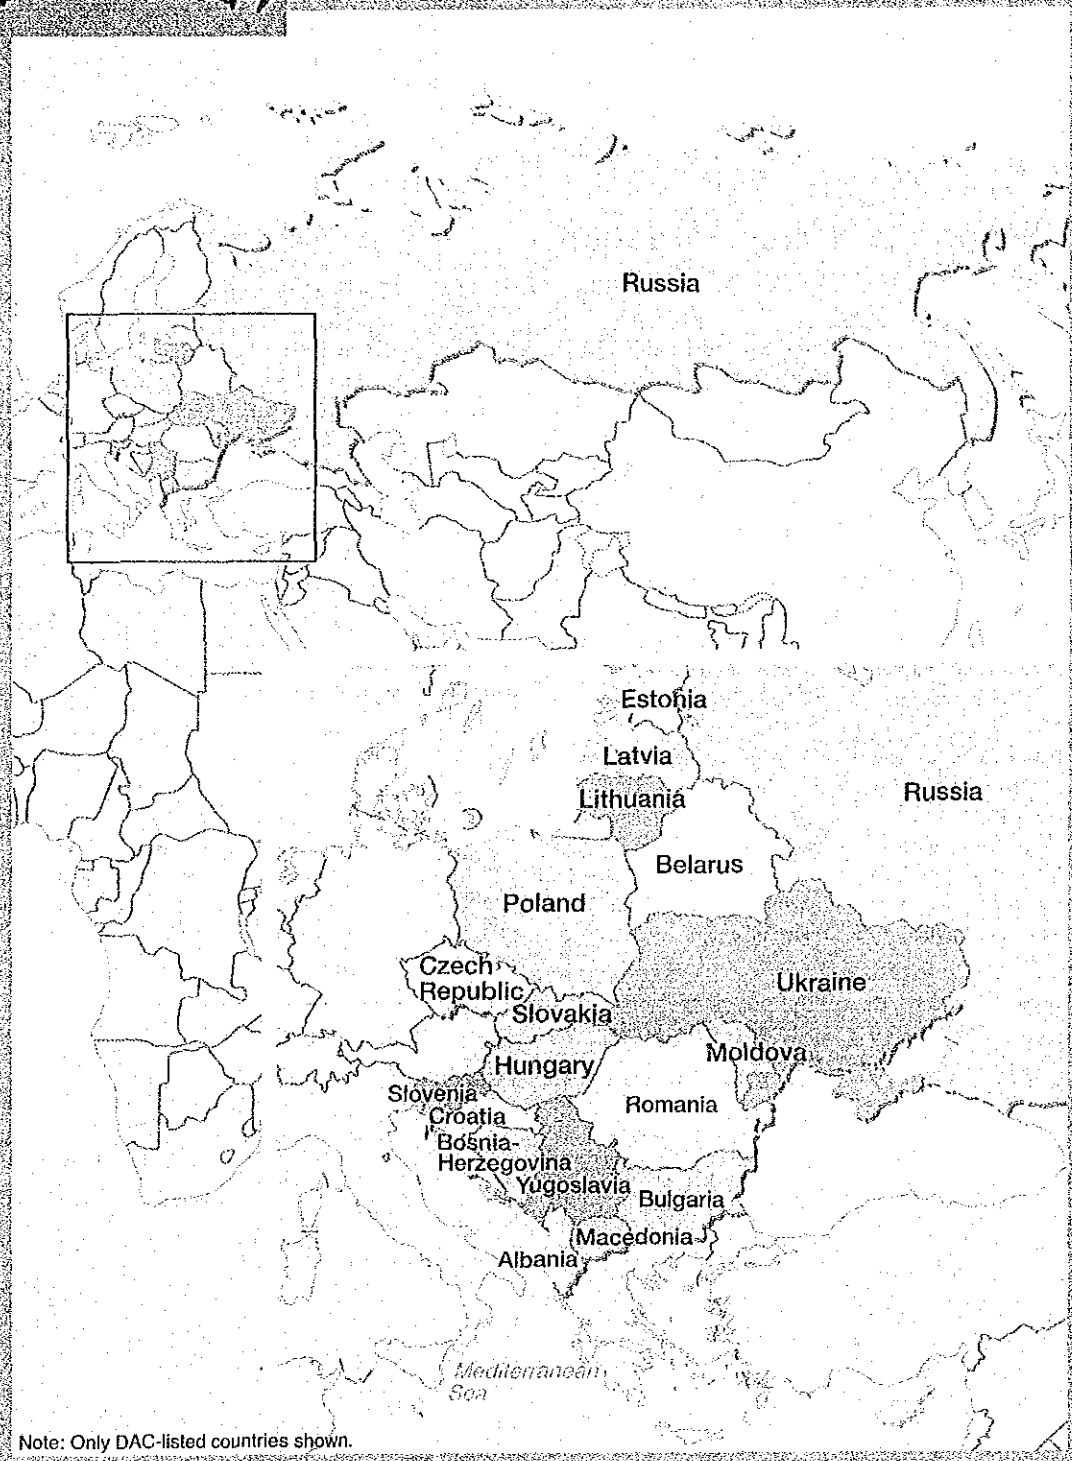 Russia
Estonia
Latvia
Lithuania
Russia
Belarus
Poland
Czech
Republic
Ukraine
Slovakia
Moldova
Hungary
Slovenia
Romania
Croatia
Bosnia-
Herzegovina
Yugoslavia
Bulgaria
Macedonia
Albania
Mediterranean
Sea
Note: Only DAC-listed countries shown.